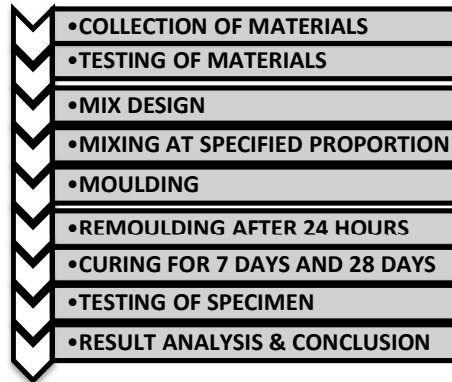 •COLLECTION OF MATERIALS
•TESTING OF MATERIALS
•MIX DESIGN
•MIXING AT SPECIFIED PROPORTION
•MOULDING
•REMOULDING AFTER 24 HOURS
•CURING FOR 7 DAYS AND 28 DAYS
•TESTING OF SPECIMEN
•RESULT ANALYSIS & CONCLUSION